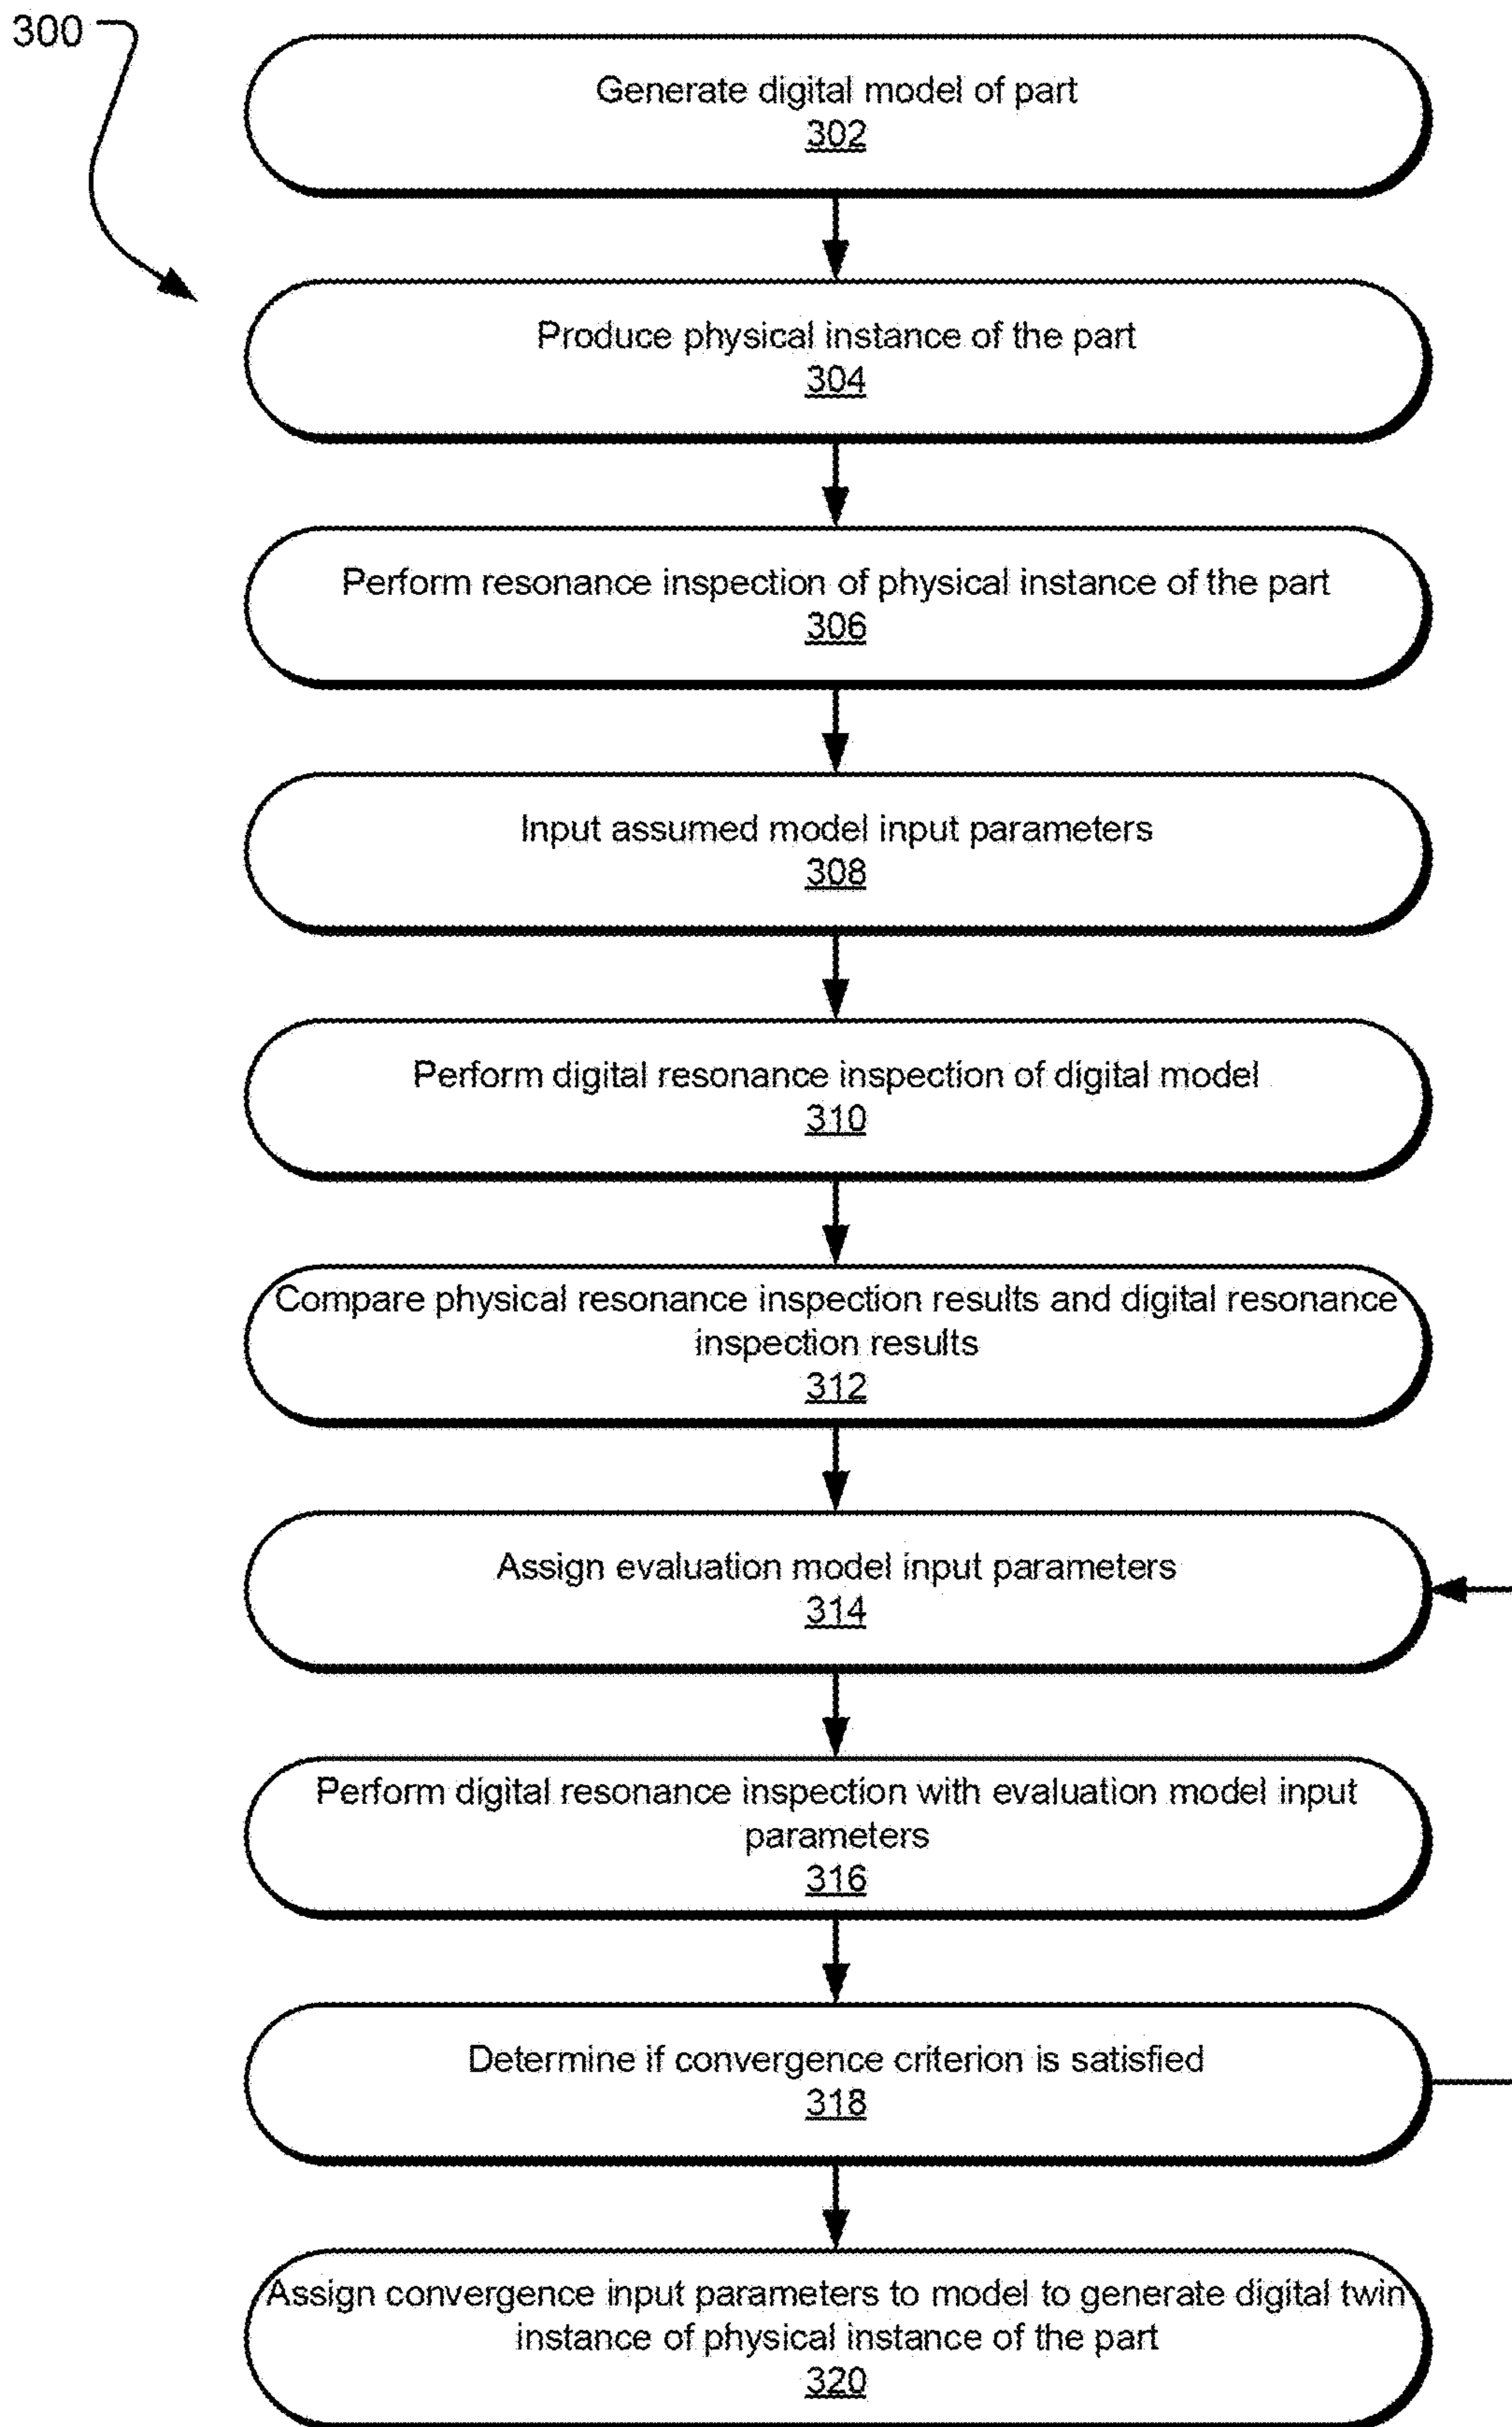 300
Generate digital model of part
302
Produce physical instance of the part
304
Perform resonance inspection of physical instance of the part
306
Input assumed model input parameters
308
Perform digital resonance inspection of digital model
310
Compare physical resonance inspection results and digital resonance
inspection results
312
Assign evaluation model input parameters
314
Perform digital resonance inspection with evaluation model input
parameters
316
Determine if convergence criterion is satisfied
318
Assign convergence input parameters to model to generate digital twin
instance of physical instance of the part
320